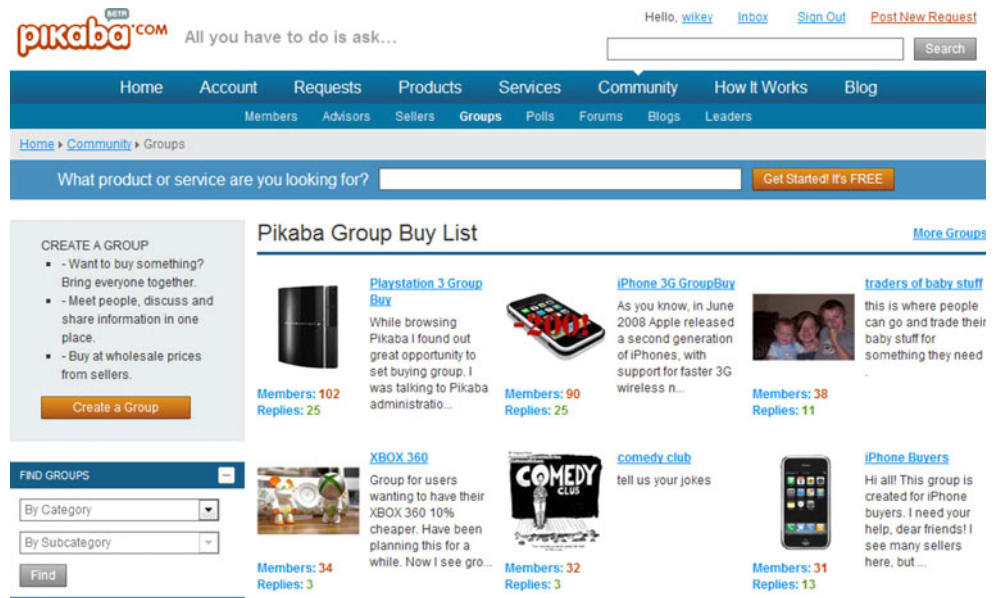 BETA
pikaba.com
All you have to do is ask...
Hello, wikey Inbox Sign Out Post New Request
Search
Home Account Requests Products Services Community How It Works Blog
Members Advisors Sellers Groups Polls Forums Blogs Leaders
Home Community Groups
What product or service are you looking for? Get Started! It's FREE
CREATE A GROUP
- Want to buy something?
Bring everyone together.
- Meet people, discuss and
share information in one
place.
- Buy at wholesale prices
from sellers.
Create a Group
FIND GROUPS
By Category
By Subcategory
Find
Pikaba Group Buy List
More Groups
Playstation 3 Group
Buy
While browsing
Pikaba I found out
great opportunity to
set buying group. I
was talking to Pikaba
administratio...
Members: 102
Replies: 25
-200!
iPhone 3G GroupBuy
As you know, in June
2008 Apple released
a second generation
of iPhones, with
support for faster 3G
wireless n...
Members: 90
Replies: 25
traders of baby stuff
this is where people
can go and trade their
baby stuff for
something they need
.
Members: 38
Replies: 11
XBOX 360
Group for users
wanting to have their
XBOX 360 10%
cheaper. Have been
planning this for a
while. Now I see gro...
Members: 34
Replies: 3
COMEDY
CLUB
comedy club
tell us your jokes
Members: 32
Replies: 3
iPhone Buyers
Hi all! This group is
created for iPhone
buyers. I need your
help, dear friends! I
see many sellers
here, but ...
Members: 31
Replies: 13